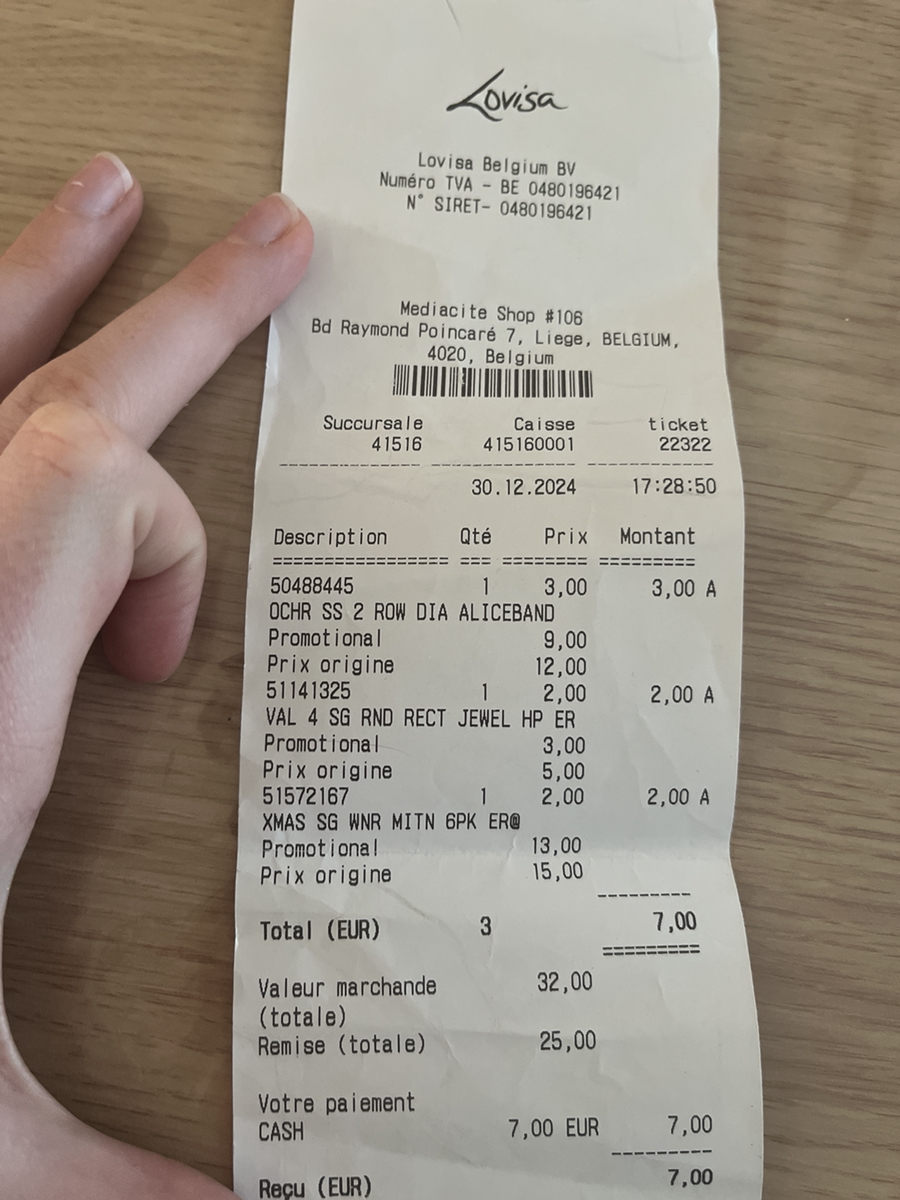 Lovisa
Lovisa Belgium BV
Numéro TVA - BE 0480196421
N° SIRET- 0480196421
Mediacite Shop #106
Bd Raymond Poincaré 7, Liege, BELGIUM,
4020, Belgium
Succursale Caisse ticket
41516 415160001 22322
30.12.2024 17:28:50
Description Qté Prix Montant
50488445 1 3,00 3,00 A
OCHR SS 2 ROW DIA ALICEBAND
Promotional 9,00
Prix origine 12,00
51141325 1 2,00 2,00 A
VAL 4 SG RND RECT JEWEL HP ER
Promotional 3,00
Prix origine 5,00
51572167 1 2,00 2,00 A
XMAS SG WNR MITN 6PK ER@
Promotional 13,00
Prix origine 15,00
Total (EUR) 3 7,00
Valeur marchande 32,00
(totale)
Remise (totale) 25,00
Votre paiement
CASH 7,00 EUR 7,00
Reçu (EUR) 7,00